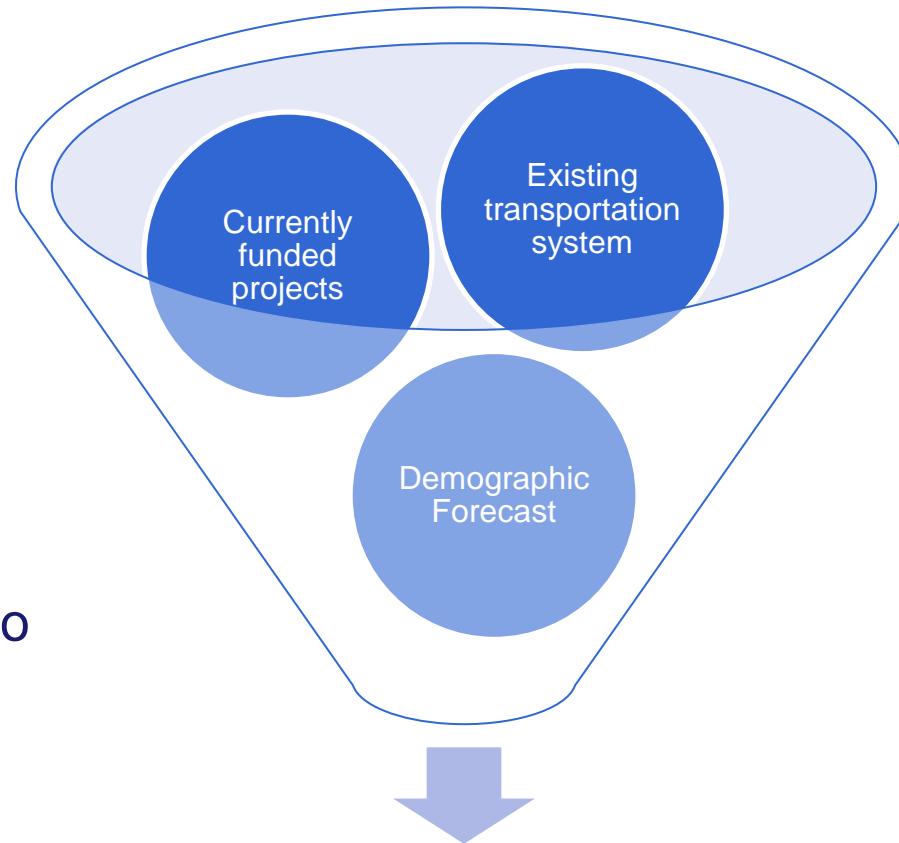 Existing
transportation
system
Currently
funded
projects
Demographic
Forecast
o